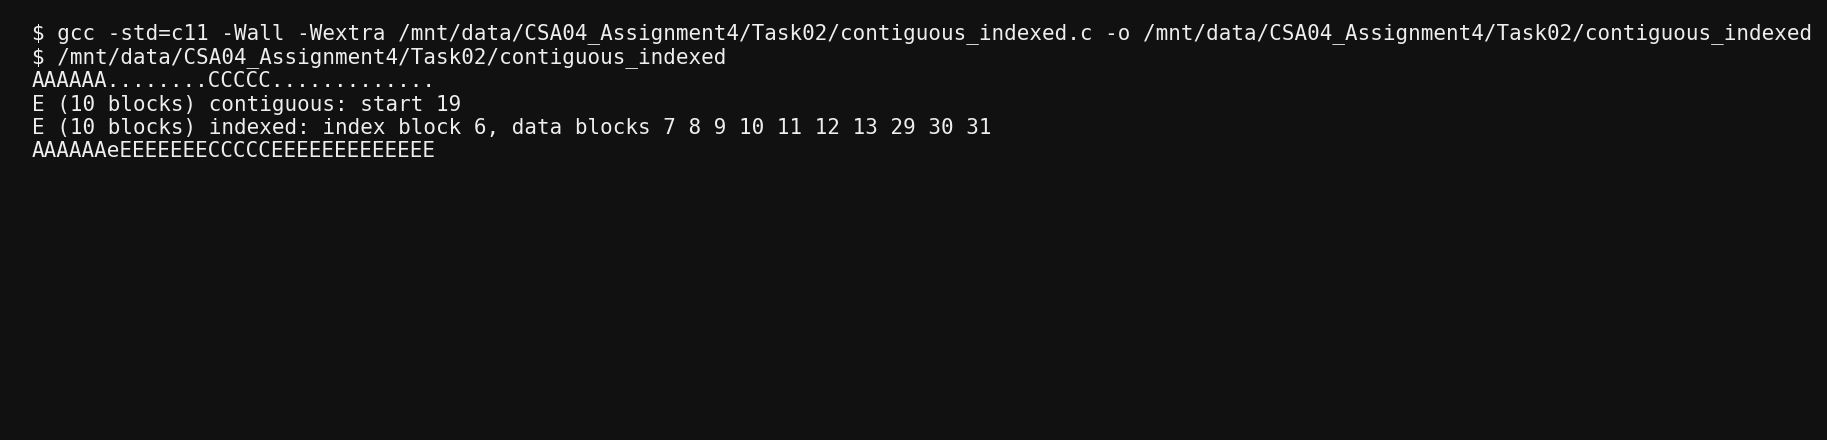 $ gcc -std=c11 -Wall -Wextra /mnt/data/CSA04_Assignment4/Task02/contiguous_indexed.c -o /mnt/data/CSA04_Assignment4/Task02/contiguous_indexed
$ /mnt/data/CSA04_Assignment4/Task02/contiguous_indexed
AAAAAA........CCCCC.............
E (10 blocks) contiguous: start 19
E (10 blocks) indexed: index block 6, data blocks 7 8 9 10 11 12 13 29 30 31
AAAAAAeEEEEEEECCCCCEEEEEEEEEEEEE